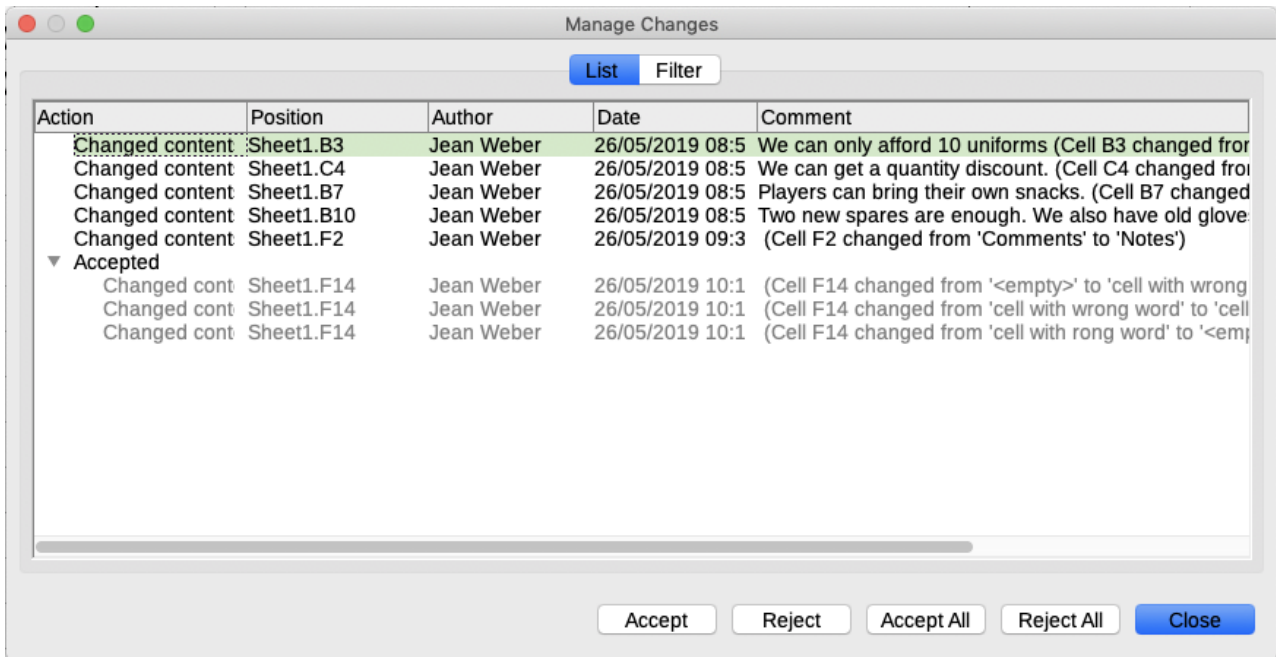 Manage Changes
List Filter
Action Position Author Date Comment
Changed content Sheet1.B3 Jean Weber 26/05/2019 08:5 We can only afford 10 uniforms (Cell B3 changed from
Changed content Sheet1.C4 Jean Weber 26/05/2019 08:5 We can get a quantity discount. (Cell C4 changed fro
Changed content Sheet1.B7 Jean Weber 26/05/2019 08:5 Players can bring their own snacks. (Cell B7 changed
Changed content Sheet1.B10 Jean Weber 26/05/2019 08:5 Two new spares are enough. We also have old glove
Changed content Sheet1.F2 Jean Weber 26/05/2019 09:3 (Cell F2 changed from 'Comments' to 'Notes')
Accepted
Changed cont Sheet1.F14 Jean Weber 26/05/2019 10:1 (Cell F14 changed from '<empty>' to 'cell with wrong
Changed cont Sheet1.F14 Jean Weber 26/05/2019 10:1 (Cell F14 changed from 'cell with wrong word' to 'cell
Changed cont Sheet1.F14 Jean Weber 26/05/2019 10:1 (Cell F14 changed from 'cell with rong word' to '<em
Accept Reject Accept All Reject All Close